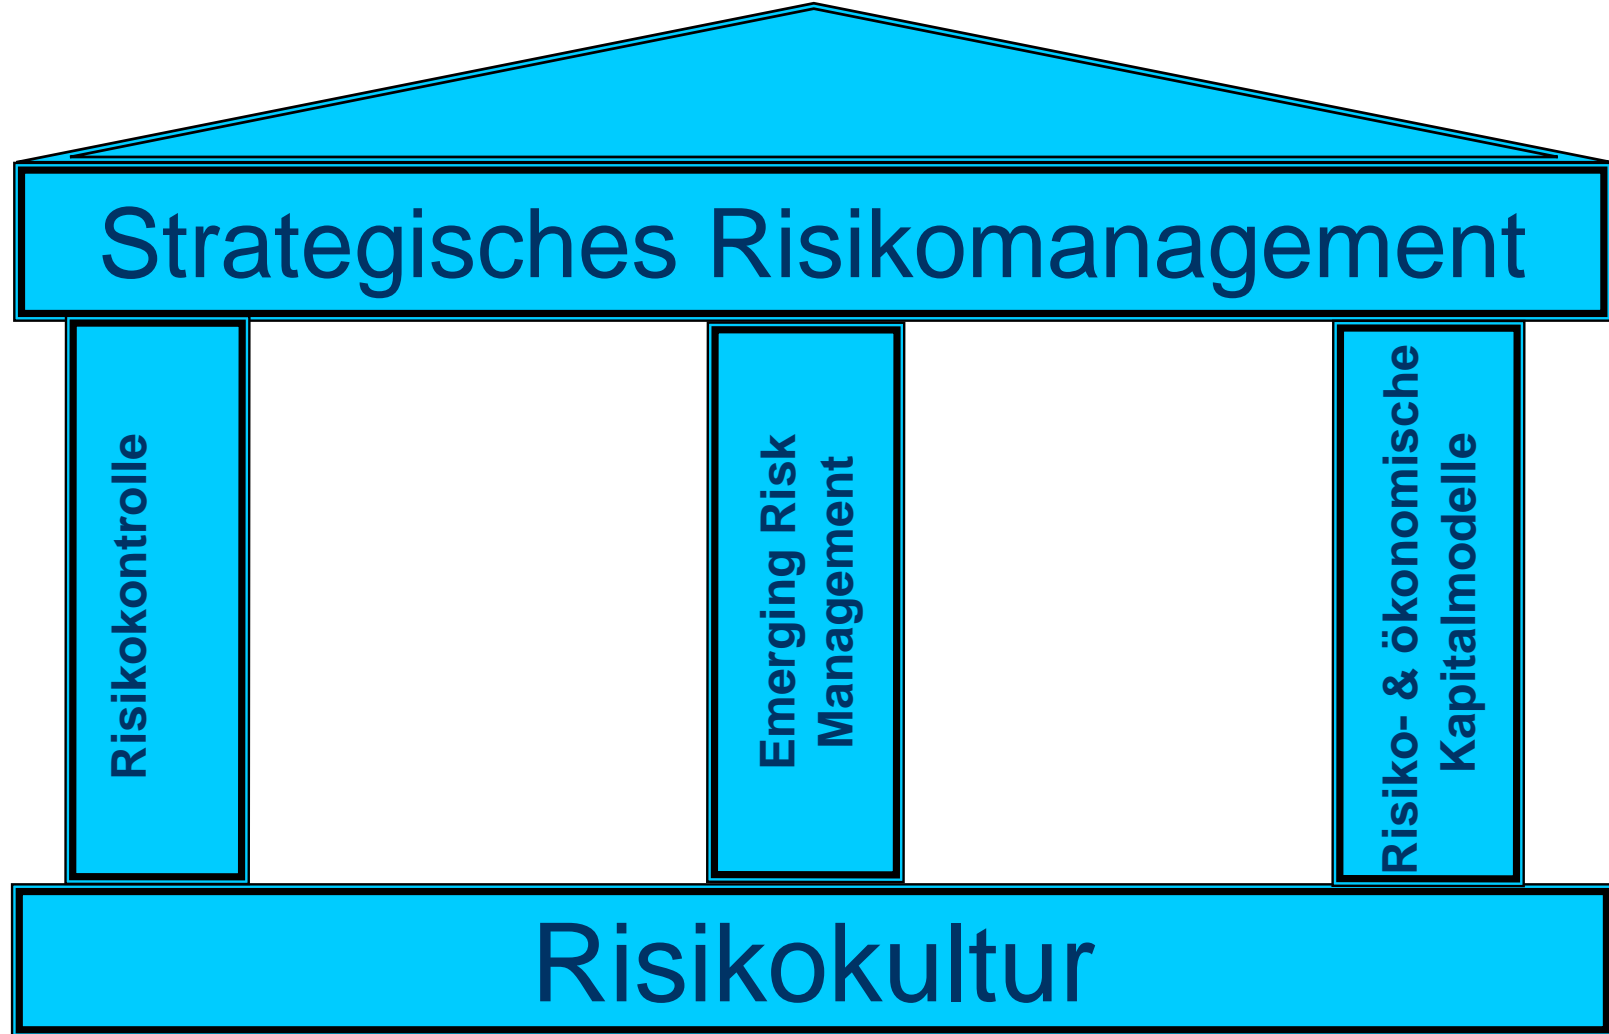 Strategisches Risikomanagement
Risikokontrolle
Emerging Risk
Management
Risiko- & ökonomische
Kapitalmodelle
Risikokultur